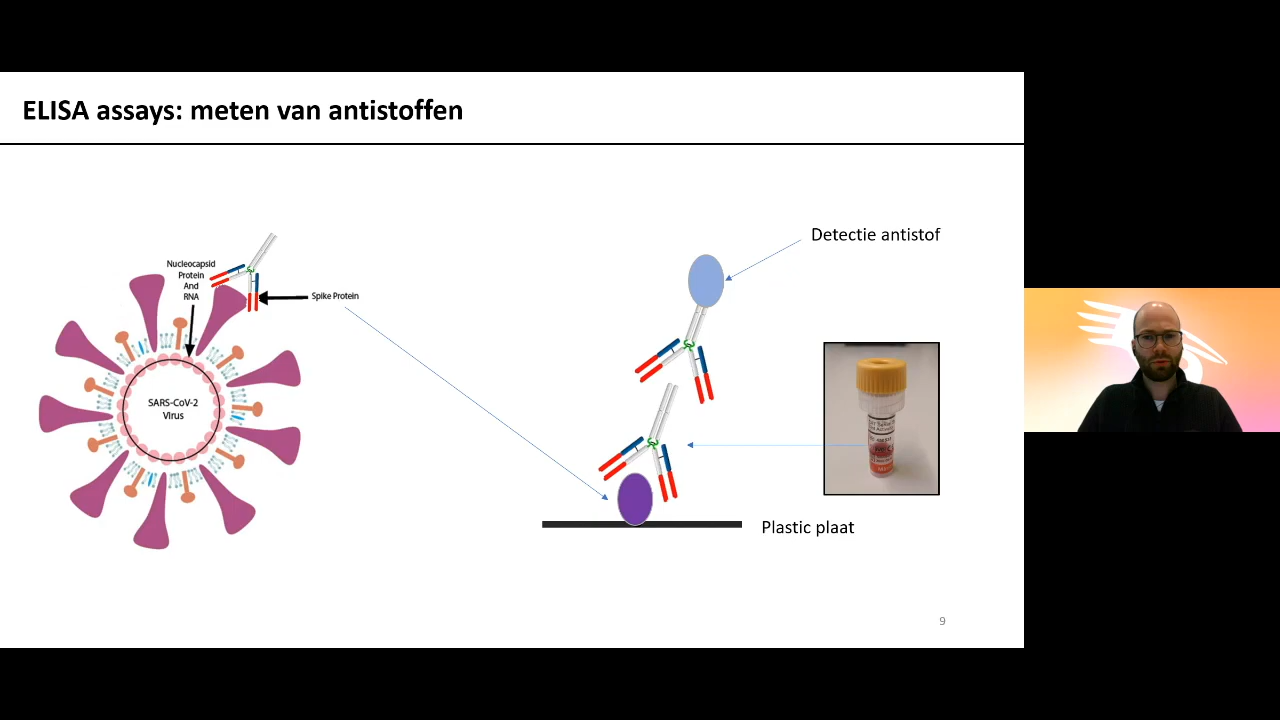 ELISA assays: meten van antistoffen
Detectie antistof
Nucleocapsid
Protein
And
RNA
Spike Protein
SARS-CoV-2
Virus
Plastic plaat
9